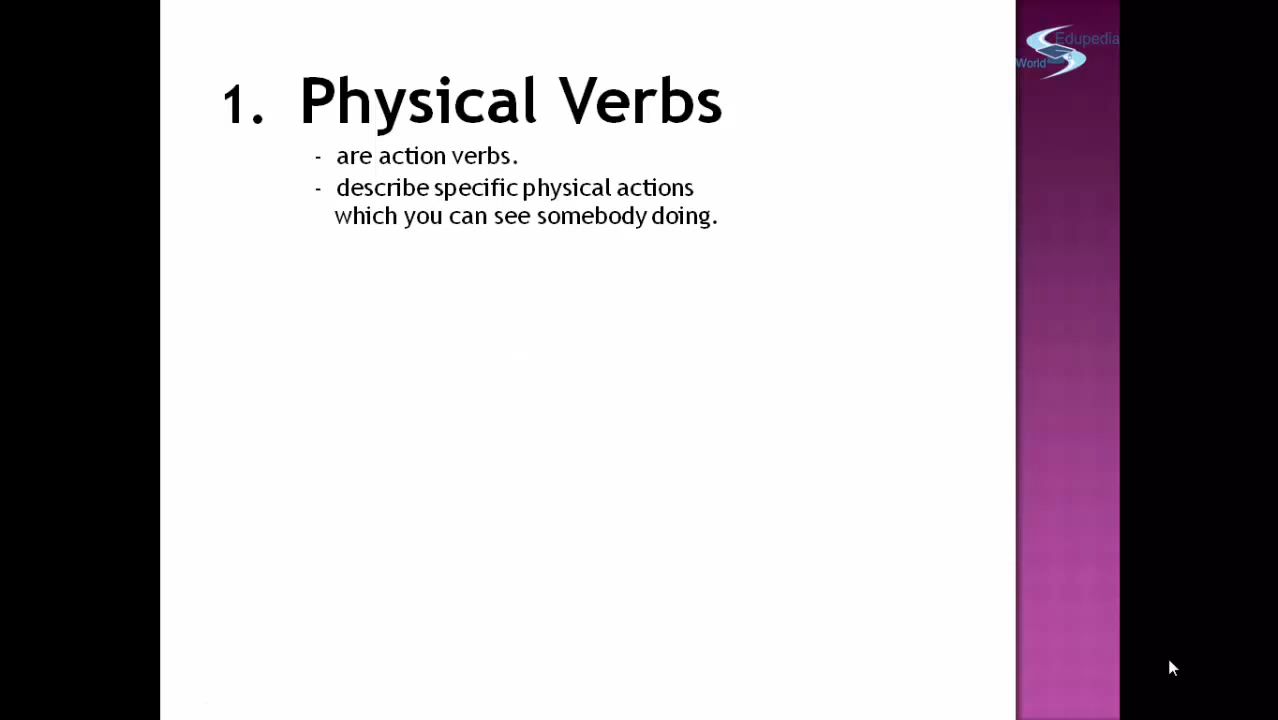 Edupedia
World
1. Physical Verbs
- are action verbs.
- describe specific physical actions
which you can see somebody doing.